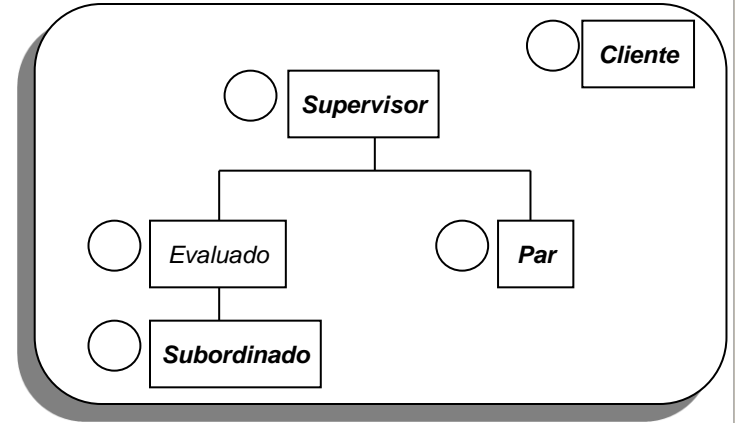 Cliente
Supervisor
Evaluado
Par
Subordinado